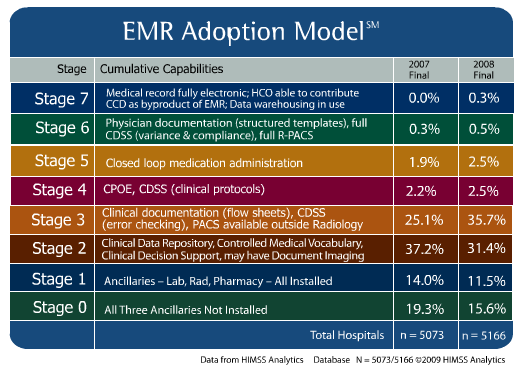 EMR Adoption Model℠
Stage Cumulative Capabilities 2007 Final 2008 Final
Stage 7 Medical record fully electronic; HCO able to contribute 0.0% 0.3%
CCD as byproduct of EMR; Data warehousing in use
Stage 6 Physician documentation (structured templates), full 0.3% 0.5%
CDSS (variance & compliance), full R-PACS
Stage 5 Closed loop medication administration 1.9% 2.5%
Stage 4 CPOE, CDSS (clinical protocols) 2.2% 2.5%
Stage 3 Clinical documentation (flow sheets), CDSS 25.1% 35.7%
(error checking), PACS available outside Radiology
Stage 2 Clinical Data Repository, Controlled Medical Vocabulary, 37.2% 31.4%
Clinical Decision Support, may have Document Imaging
Stage 1 Ancillaries – Lab, Rad, Pharmacy – All Installed 14.0% 11.5%
Stage 0 All Three Ancillaries Not Installed 19.3% 15.6%
Total Hospitals n = 5073 n = 5166
Data from HIMSS Analytics Database N = 5073/5166 ©2009 HIMSS Analytics